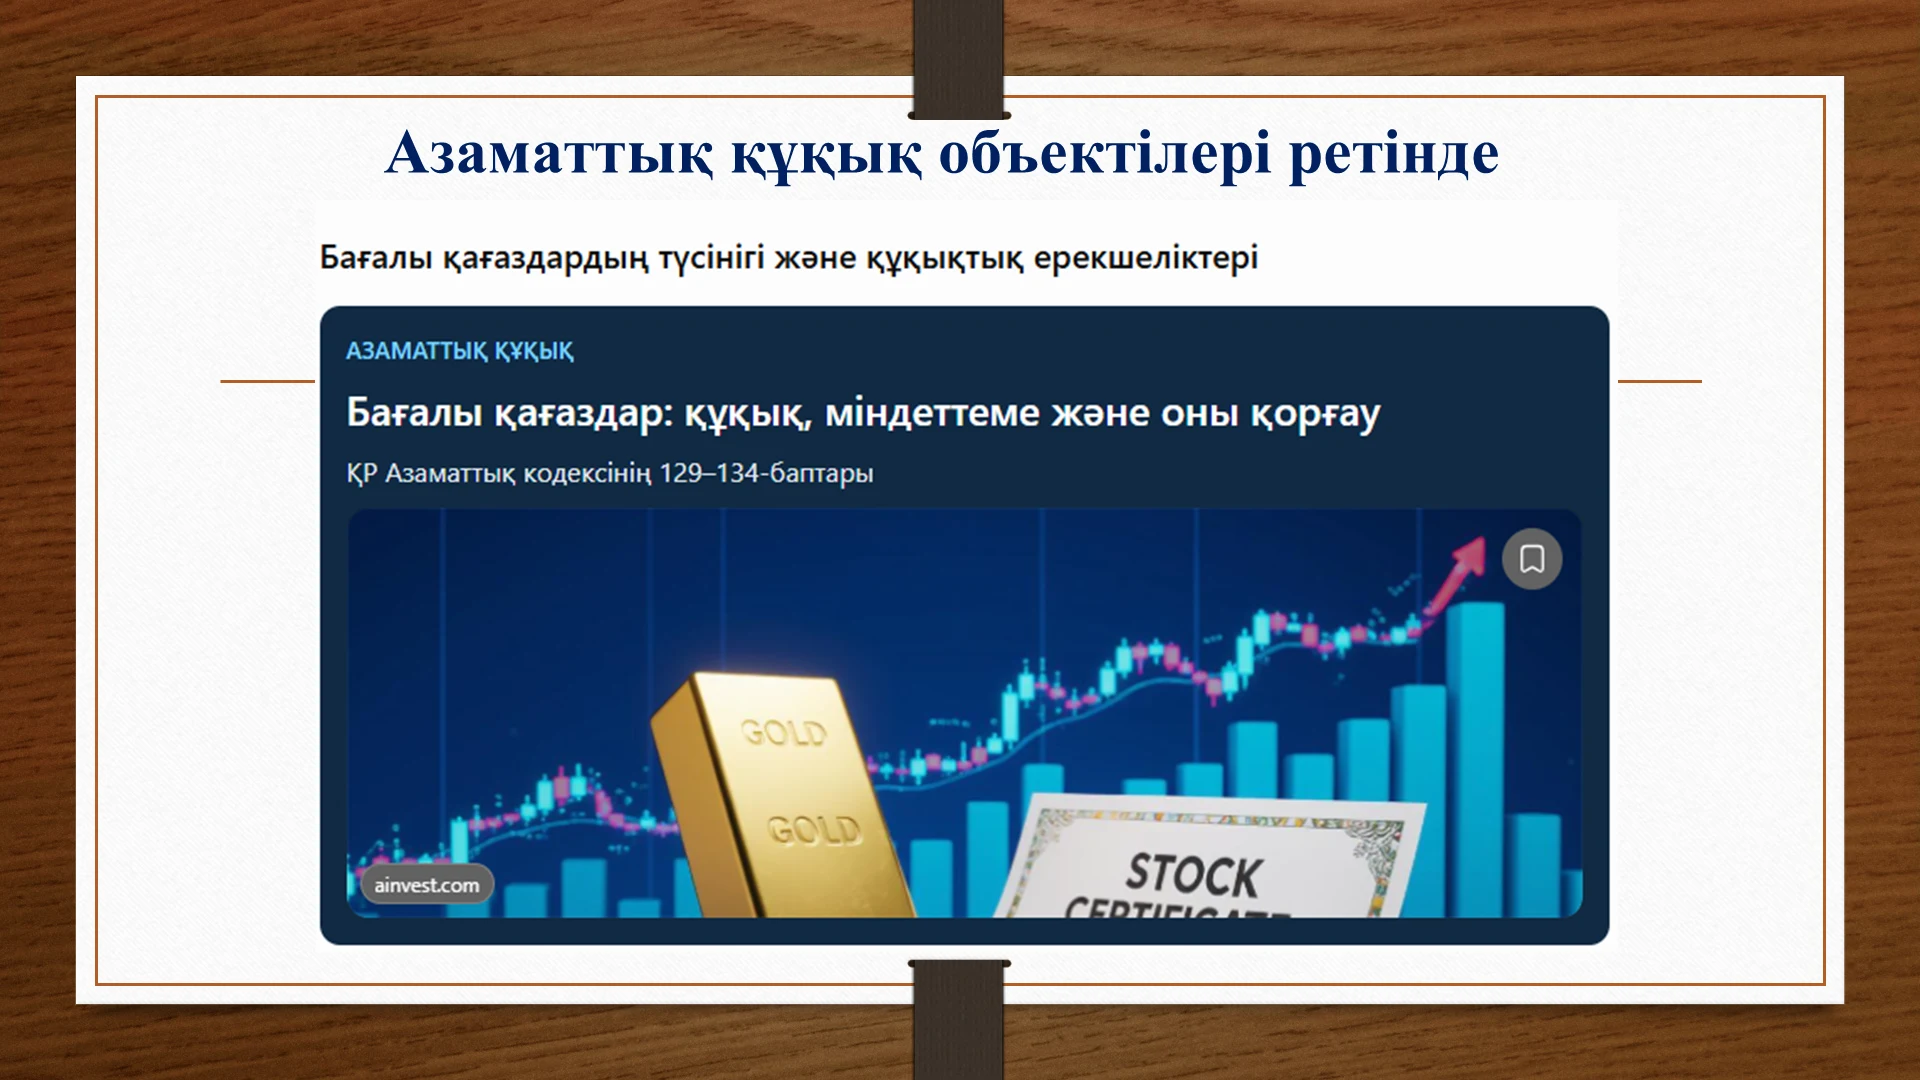 Азаматтық құқық объектілері ретінде
Бағалы қағаздардың түсінігі және құқықтық ерекшеліктері
АЗАМАТТЫҚ ҚҰҚЫҚ
Бағалы қағаздар: құқық, міндеттеме және оны қорғау
ҚР Азаматтық кодексінің 129–134-баптары
GOLD
GOLD
STOCK
CERTIFICATE
ainvest.com